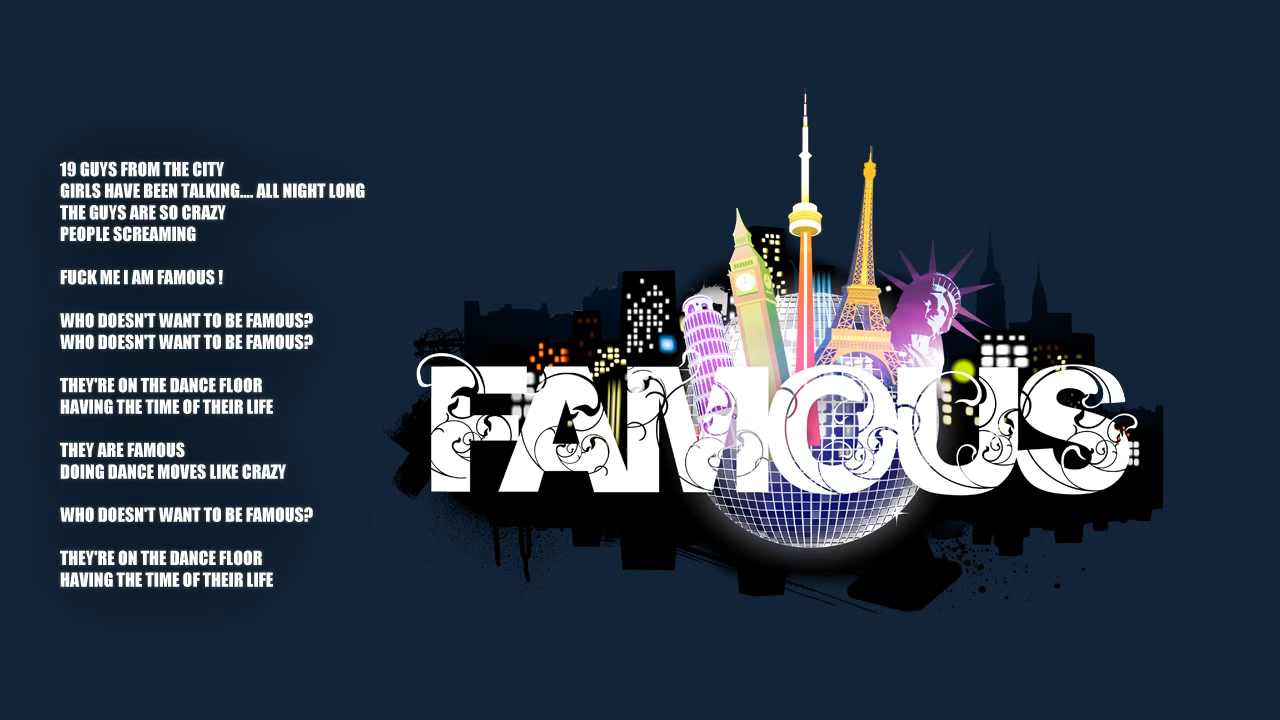 19 GUYS FROM THE CITY
GIRLS HAVE BEEN TALKING.... ALL NIGHT LONG
THE GUYS ARE SO CRAZY
PEOPLE SCREAMING
FUCK ME I AM FAMOUS !
WHO DOESN'T WANT TO BE FAMOUS?
WHO DOESN'T WANT TO BE FAMOUS?
THEY'RE ON THE DANCE FLOOR
HAVING THE TIME OF THEIR LIFE
THEY ARE FAMOUS
DOING DANCE MOVES LIKE CRAZY
WHO DOESN'T WANT TO BE FAMOUS?
THEY'RE ON THE DANCE FLOOR
HAVING THE TIME OF THEIR LIFE
FAMOUS